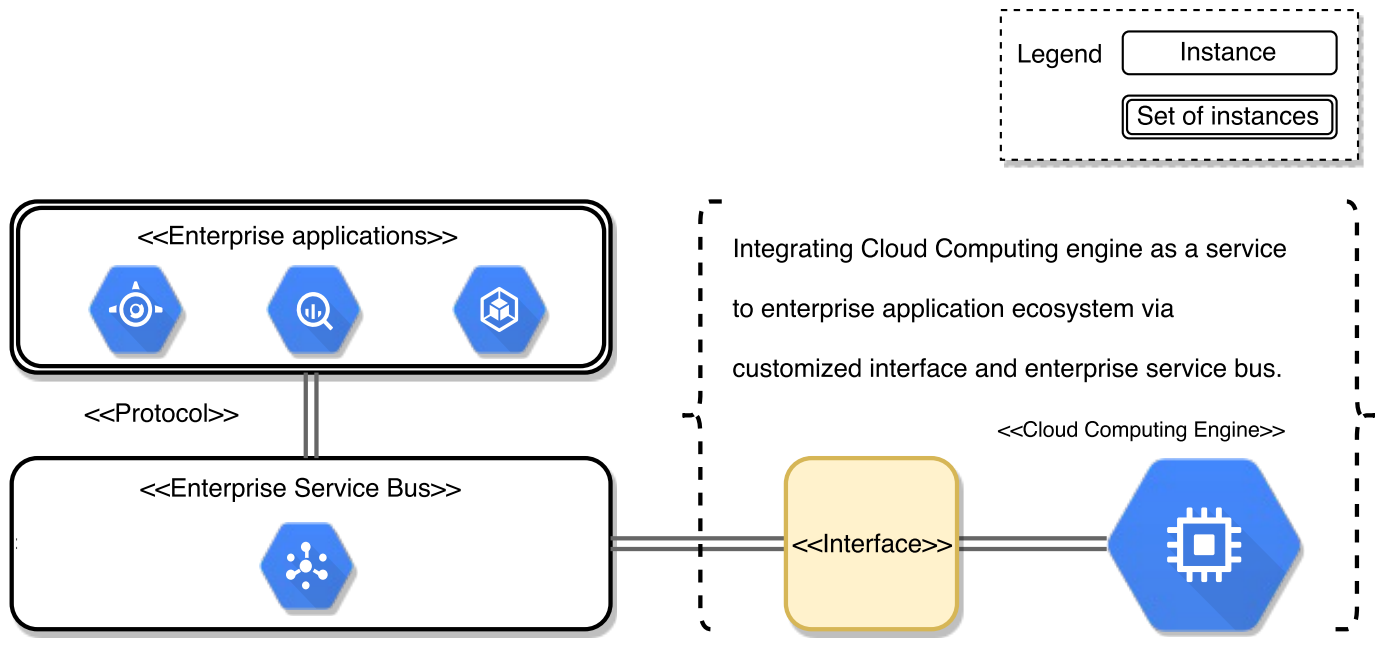 Legend
Instance
Set of instances
<<Enterprise applications>>
Integrating Cloud Computing engine as a service
to enterprise application ecosystem via
customized interface and enterprise service bus.
<<Protocol>>
<<Cloud Computing Engine>>
<<Enterprise Service Bus>>
:
<<Interface>>